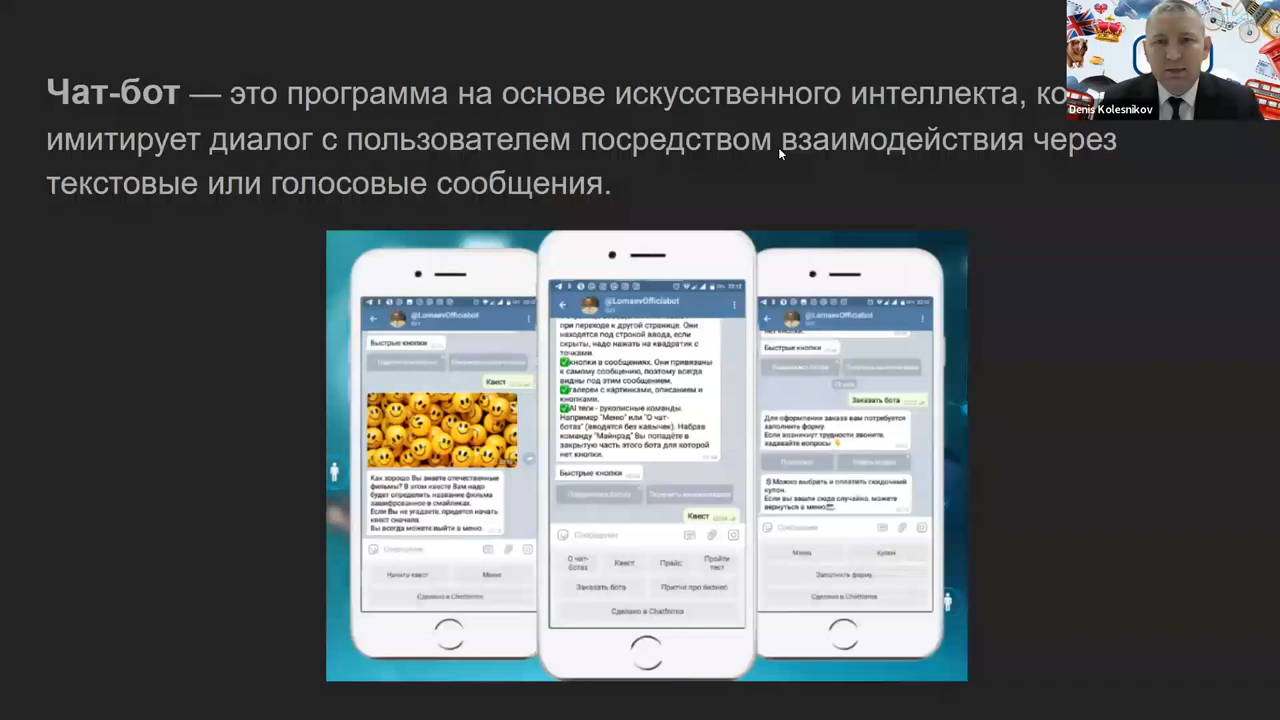 Чат-бот — это программа на основе искусственного интеллекта, ко
имитирует диалог с пользователем посредством взаимодействия через
текстовые или голосовые сообщения.
Denis Kolesnikov
@LomaevOfficialbot
Быстрые кнопки
Квест
Как хорошо Вы знаете отечественные
фильмы? В этом квесте Вам надо
будет определить название фильма
зашифрованное в смайликах.
Если Вы не угадаете, придется начать
квест сначала.
Вы всегда можете выйти в меню.
Сообщение
Начать квест
Меню
Сделано в Chatforma
@LomaevOfficialbot
при переходе к другой странице. Они
находятся под строкой ввода, если
скрыты, надо нажать на квадратик с
точками.
кнопки в сообщениях. Они привязаны
к самому сообщению, поэтому всегда
видны под этим сообщением.
галереи с картинками, описанием и
кнопками.
AI теги - рукописные команды.
Например "Меню" или "О чат-
ботах" (вводятся без кавычек). Набрав
команду "Майнрэд" Вы попадёте в
закрытую часть этого бота для которой
нет кнопки.
Быстрые кнопки
Квест
Сообщение
О чат-
ботах
Квест
Прайс
Пройти
тест
Заказать бота
Притчи про бизнес
Сделано в Chatforma
@LomaevOfficialbot
Быстрые кнопки
Заказать бота
Для оформления заказа вам потребуется
заполнить форму.
Если возникнут трудности звоните,
задавайте вопросы
Можно выбрать и оплатить скидочный
купон.
Если вы зашли сюда случайно, можете
вернуться в меню
Сообщение
Меню
Купон
Заполнить форму
Сделано в Chatforma